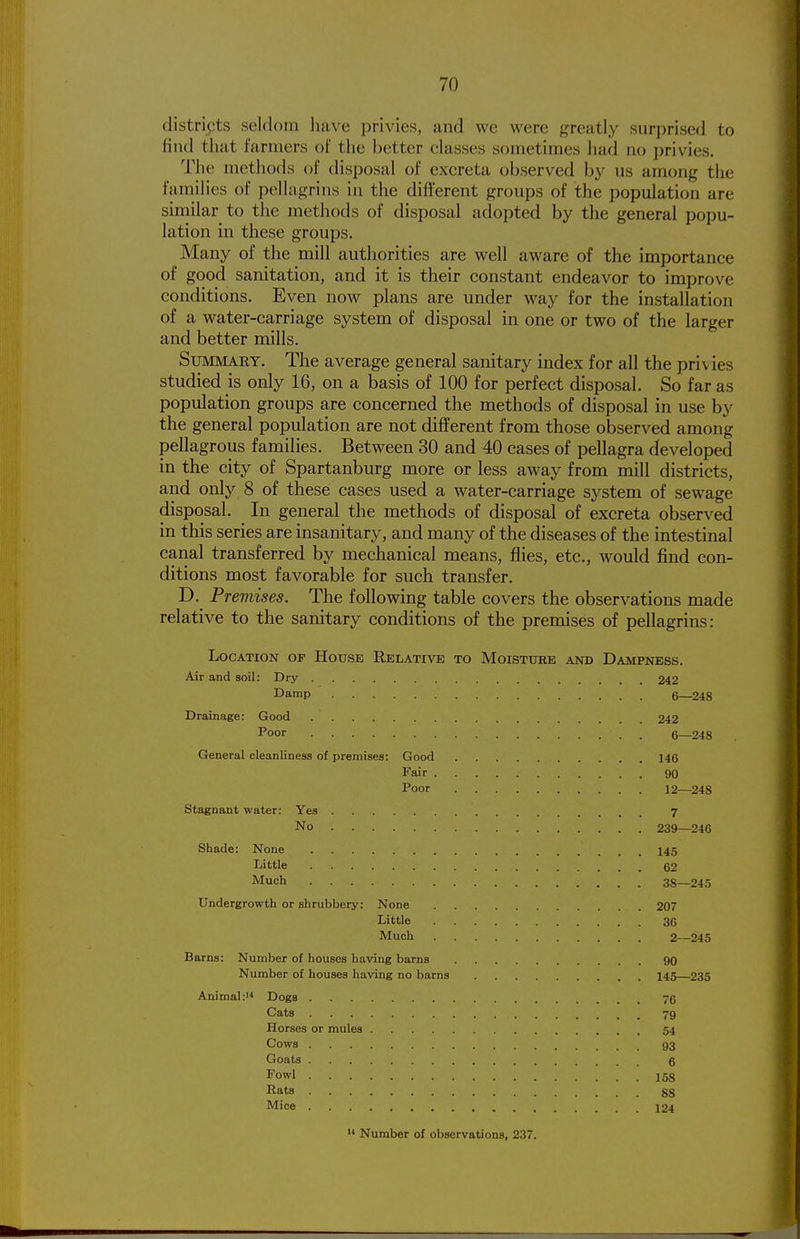 70
districts seldom have privies, and we were greatly surprised to
find that farmers of the better classes sometimes had no privies.
The methods of disposal of excreta observed by us among the
families of pellagrins in the different groups of the population are
similar to the methods of disposal adopted by the general popu-
lation in these groups.
Many of the mill authorities are well aware of the importance
of good sanitation, and it is their constant endeavor to improve
conditions. Even now plans are under way for the installation
of a water-carriage system of disposal in one or two of the larger
and better mills.
SUMMARY. The average general sanitary index for all the privies
studied is only 16, on a basis of 100 for perfect disposal. So far as
population groups are concerned the methods of disposal in use by
the general population are not different from those observed among
pellagrous families. Between 30 and 40 cases of pellagra developed
in the city of Spartanburg more or less away from mill districts,
and only 8 of these cases used a water-carriage system of sewage
disposal. In general the methods of disposal of excreta observed
in this series are insanitary, and many of the diseases of the intestinal
canal transferred by mechanical means, flies, etc., would find con-
ditions most favorable for such transfer.
D. Premises. The following table covers the observations made
relative to the sanitary conditions of the premises of pellagrins:
LOCATION OF HOUSE RELATIVE TO MOISTURE AND DAMPNESS.
Air and soil: Dry . . . . . . . . . . . . . . . . . 242
Damp . . . . . . . . . . . . . . . . 6—248
Drainage: Good . . . . . . . . . . . . . . . . . 242
Poor . . . . . . . . . . . . . . . . . 6—248
General cleanliness of premises: Good . . . . . . . . . . 146
Fair . . . . . . . . . . . 90
Poor . . . . . . . . . . 12—248
Stagnant water: Yes . . . . . . . . . . . . . . . . 7
No . . . . . . . . . . . . . . . . 239—246
Shade: None . . . . . . . . . . . . . . . . . 145
Little . . . . . . . . . . . . . . . . . 62
Much . . . . . . . . . . . . . . . . . 38—245
Undergrowth or shrubbery: None . . . . . . . . . . . 207
Little . . . . . . . . . . . 36
Much . . . . . . . . . . . 2—245
Barns: Number of houses having barns . . . . . . . . . . 90
Number of houses having no barns . . . . . . . . . 145—235
Animal:¹⁴ Dogs . . . . . . . . . . . . . . . . . 76
Cats . . . . . . . . . . . . . . . . . 79
Horses or mules . . . . . . . . . . . . . . 54
Cows . . . . . . . . . . . . . . . . . 93
Goats . . . . . . . . . . . . . . . . . 6
Fowl . . . . . . . . . . . . . . . . . 158
Rats . . . . . . . . . . . . . . . . . 88
Mice . . . . . . . . . . . . . . . . . 124
¹⁴ Number of observations, 237.